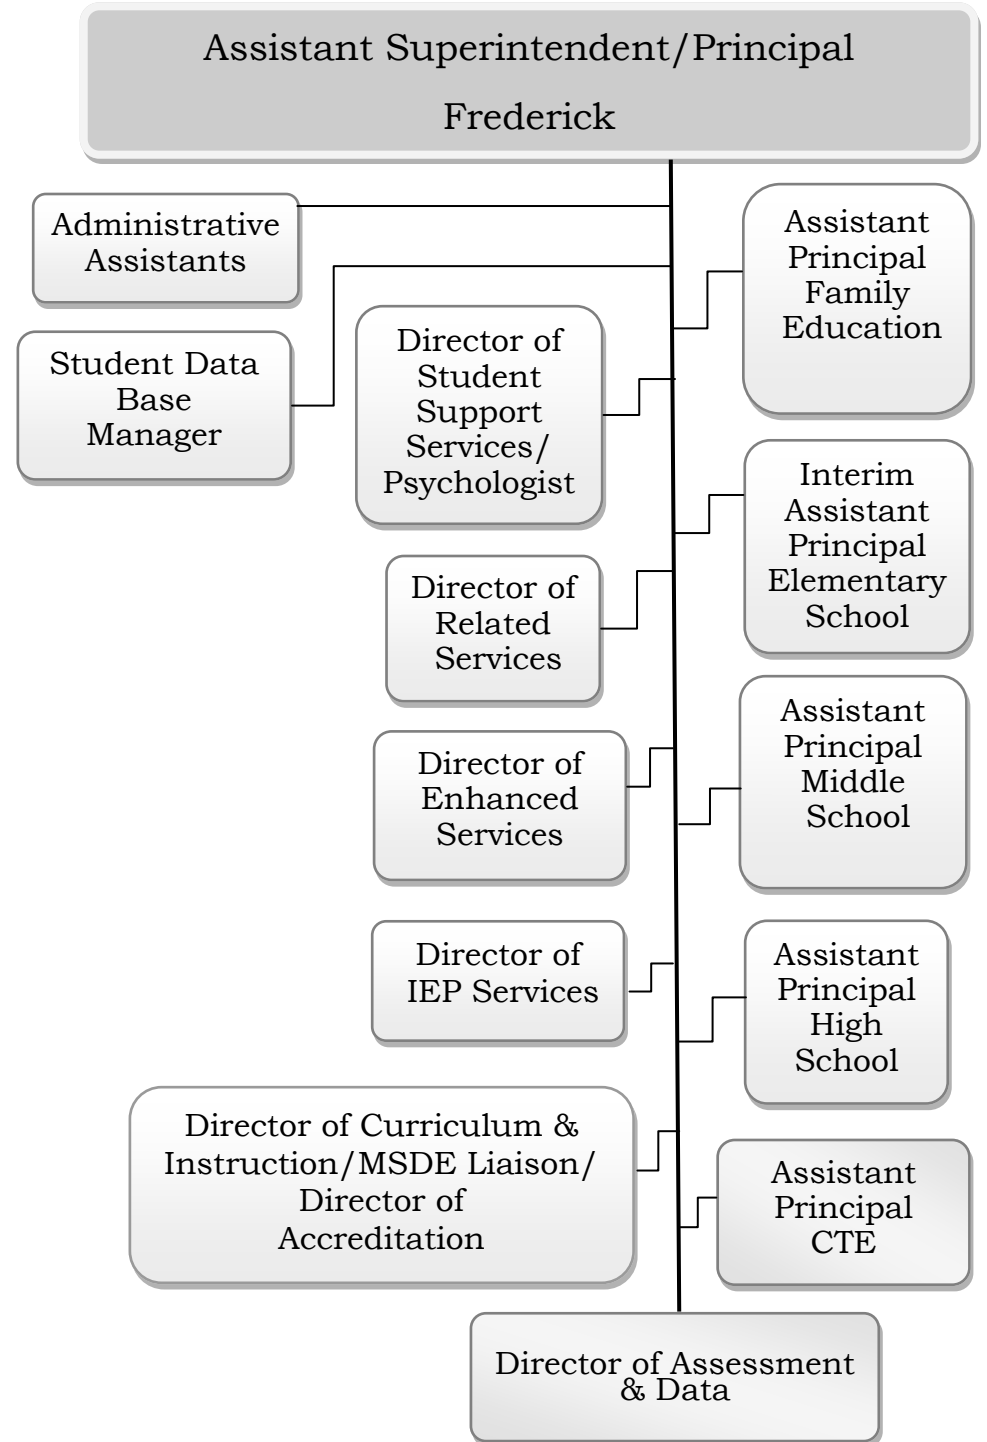 Assistant Superintendent/Principal
Frederick
Administrative
Assistants
Assistant
Principal
Family
Education
Student Data
Base
Manager
Director of
Student
Support
Services/
Psychologist
Interim
Assistant
Principal
Elementary
School
Director of
Related
Services
Assistant
Principal
Middle
School
Director of
Enhanced
Services
Director of
IEP Services
Assistant
Principal
High
School
Director of Curriculum &
Instruction/MSDE Liaison/
Director of
Accreditation
Assistant
Principal
CTE
Director of Assessment
& Data